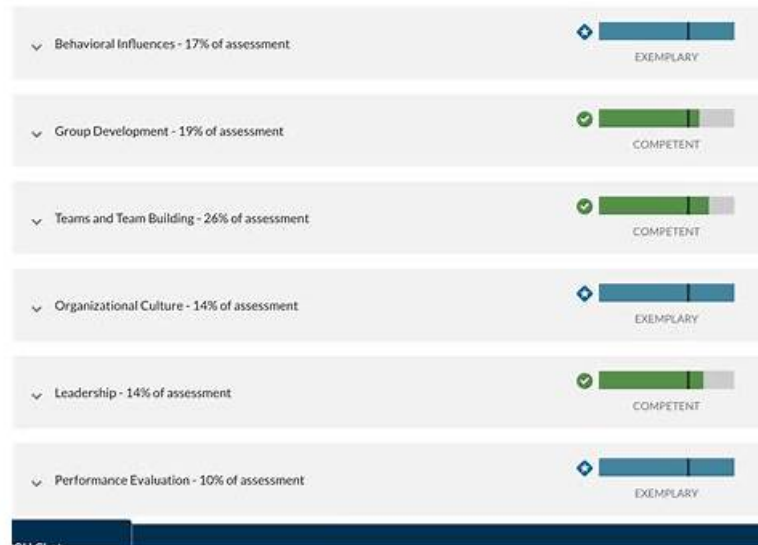 Behavioral Influences - 17% of assessment
EXEMPLARY
Group Development - 19% of assessment
COMPETENT
Teams and Team Building - 26% of assessment
COMPETENT
Organizational Culture - 14% of assessment
EXEMPLARY
Leadership - 14% of assessment
COMPETENT
Performance Evaluation - 10% of assessment
EXEMPLARY